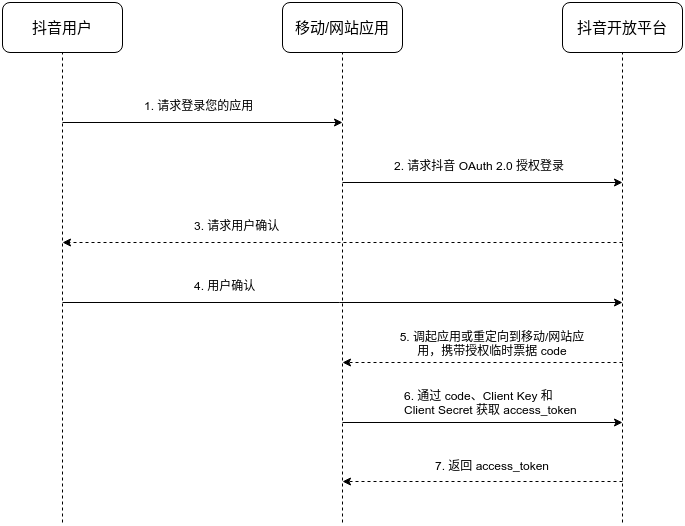 抖音用户
移动/网站应用
抖音开放平台
1. 请求登录您的应用
2. 请求抖音 OAuth 2.0 授权登录
3. 请求用户确认
4. 用户确认
5. 调起应用或重定向到移动/网站应
用，携带授权临时票据 code
6. 通过 code、Client Key 和
Client Secret 获取 access_token
7. 返回 access_token